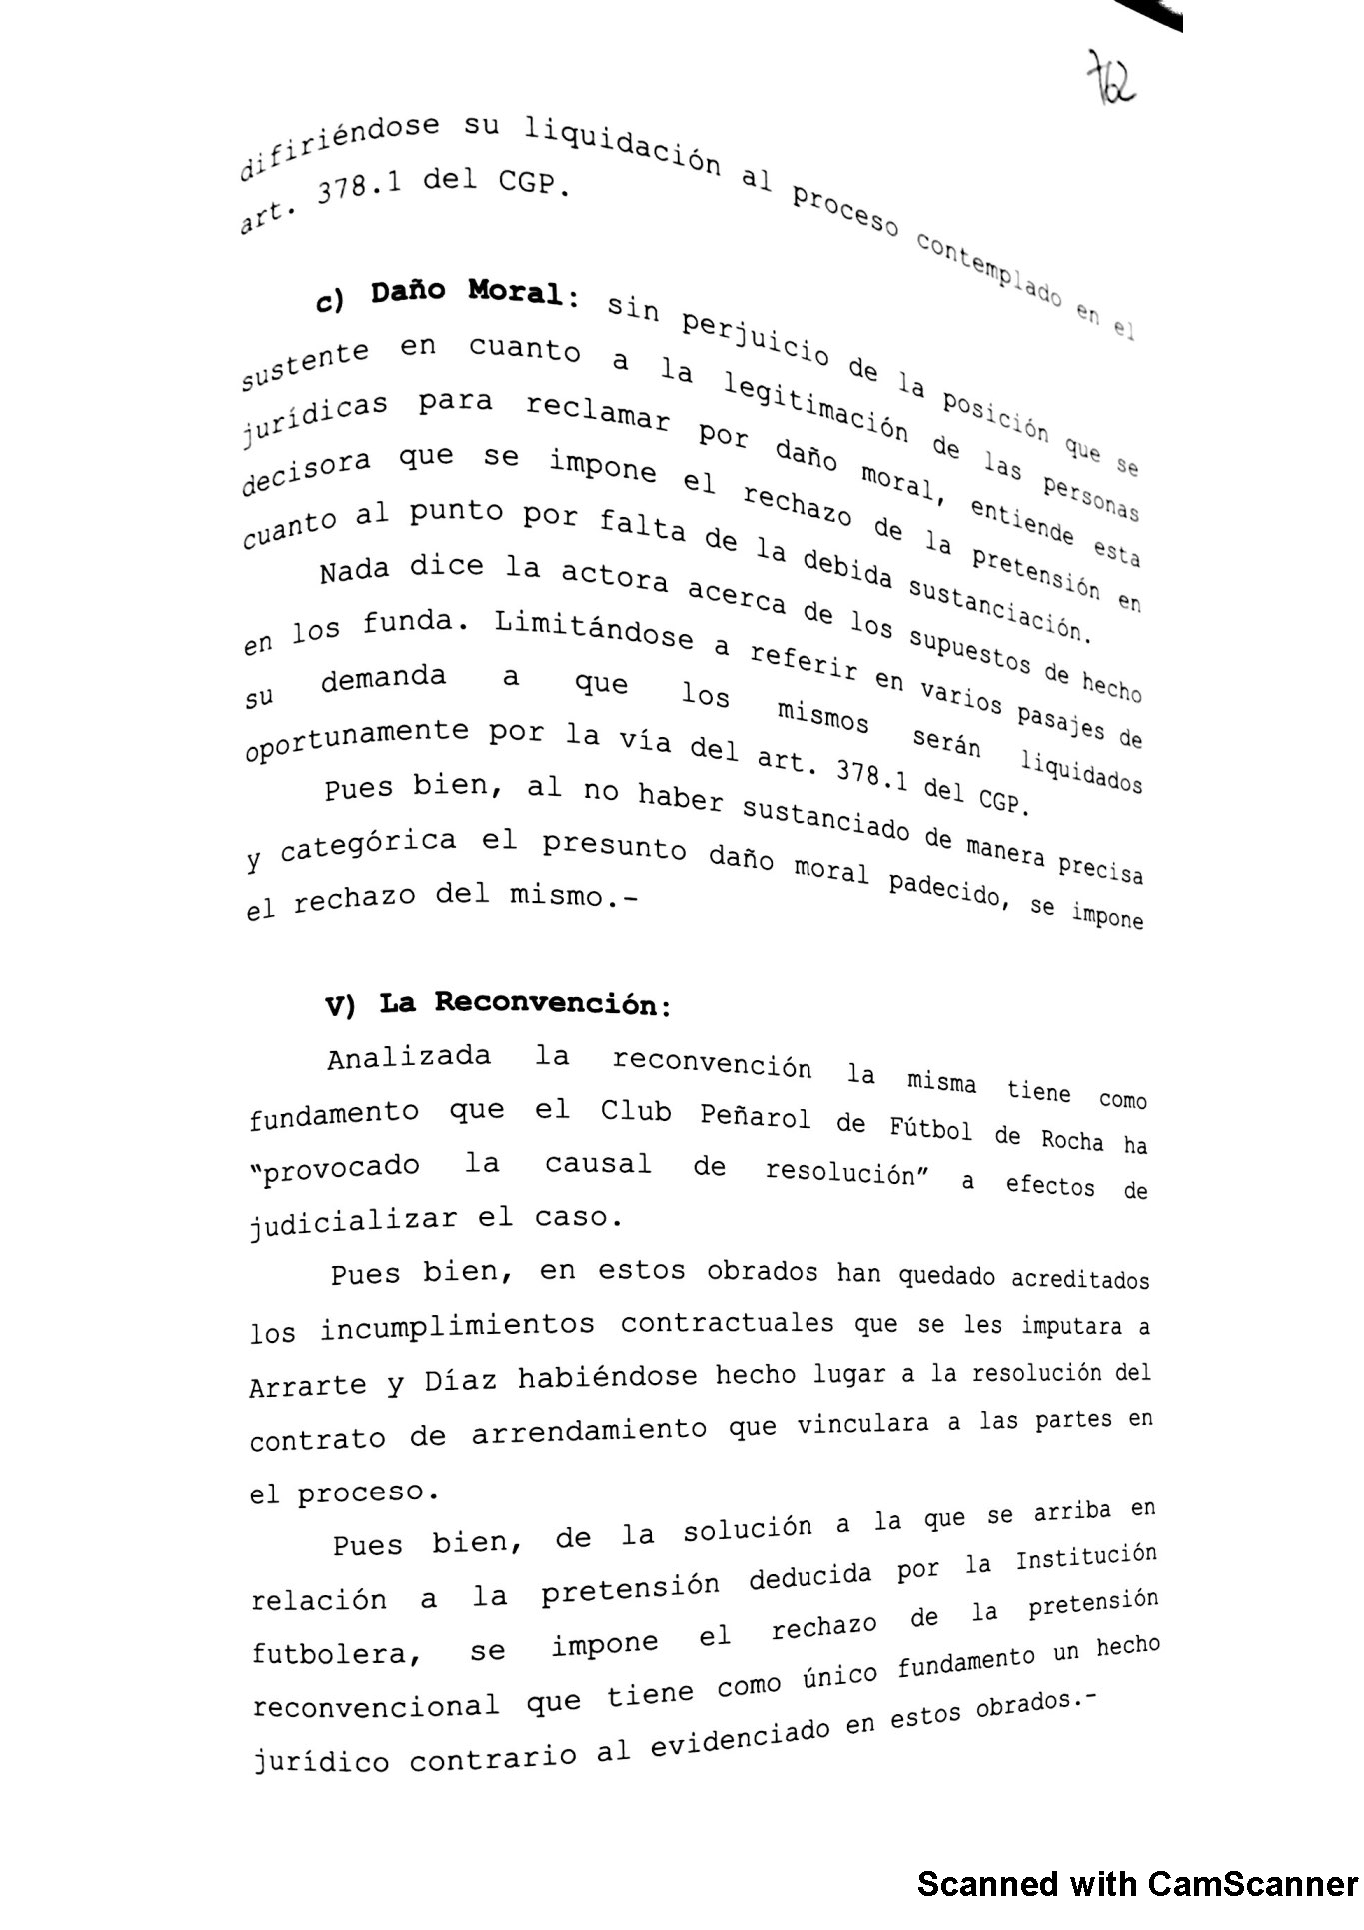 762
difiriéndose su liquidación al proceso contemplado en el
art. 378.1 del CGP.
c) Daño Moral: sin perjuicio de la posición que se
sustente en cuanto a la legitimación de las personas
jurídicas para reclamar por daño moral, entiende esta
decisora que se impone el rechazo de la pretensión en
cuanto al punto por falta de la debida sustanciación.
Nada dice la actora acerca de los supuestos de hecho
en los funda. Limitándose a referir en varios pasajes de
su demanda a que los mismos serán liquidados
oportunamente por la vía del art. 378.1 del CGP.
Pues bien, al no haber sustanciado de manera precisa
y categórica el presunto daño moral padecido, se impone
el rechazo del mismo.-
V) La Reconvención:
Analizada la reconvención la misma tiene como
fundamento que el Club Peñarol de Fútbol de Rocha ha
"provocado la causal de resolución" a efectos de
judicializar el caso.
Pues bien, en estos obrados han quedado acreditados
los incumplimientos contractuales que se les imputara a
Arrarte y Díaz habiéndose hecho lugar a la resolución del
contrato de arrendamiento que vinculara a las partes en
el proceso.
Pues bien, de la solución a la que se arriba en
relación a la pretensión deducida por la Institución
futbolera, se impone el rechazo de la pretensión
reconvencional que tiene como único fundamento un hecho
jurídico contrario al evidenciado en estos obrados.-
Scanned with CamScanner